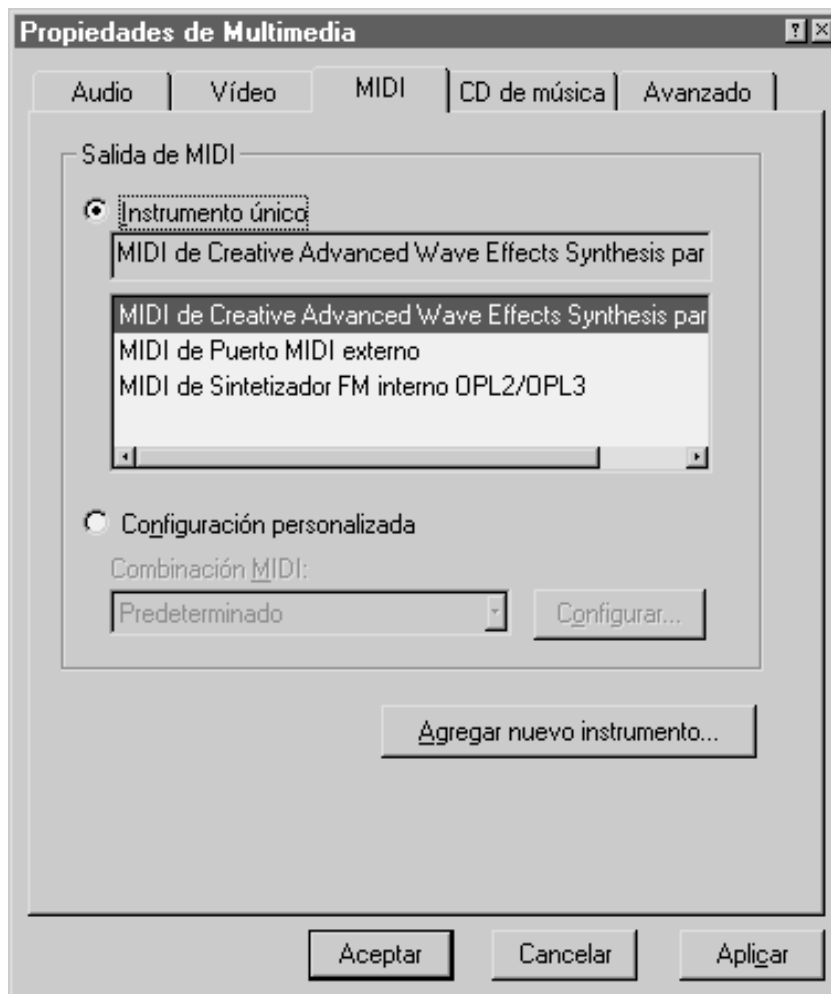 Propiedades de Multimedia
Audio Vídeo MIDI CD de música Avanzado
Salida de MIDI
Instrumento único
MIDI de Creative Advanced Wave Effects Synthesis par
MIDI de Creative Advanced Wave Effects Synthesis par
MIDI de Puerto MIDI externo
MIDI de Sintetizador FM interno OPL2/OPL3
Configuración personalizada
Combinación MIDI:
Predeterminado Configurar...
Agregar nuevo instrumento...
Aceptar Cancelar Aplicar